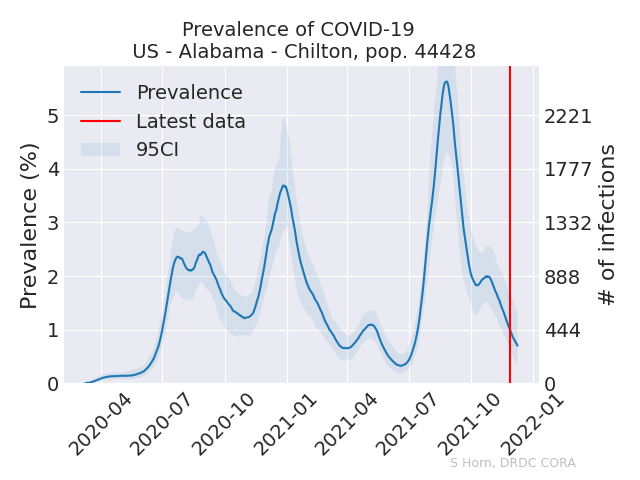 Prevalence of COVID-19
US - Alabama - Chilton, pop. 44428
Prevalence
Latest data
95CI
Prevalence (%)
5
4
3
2
1
0
2221
1777
1332
888
444
0
# of infections
2020-04
2020-07
2020-10
2021-01
2021-04
2021-07
2021-10
2022-01
S Horn, DRDC CORA